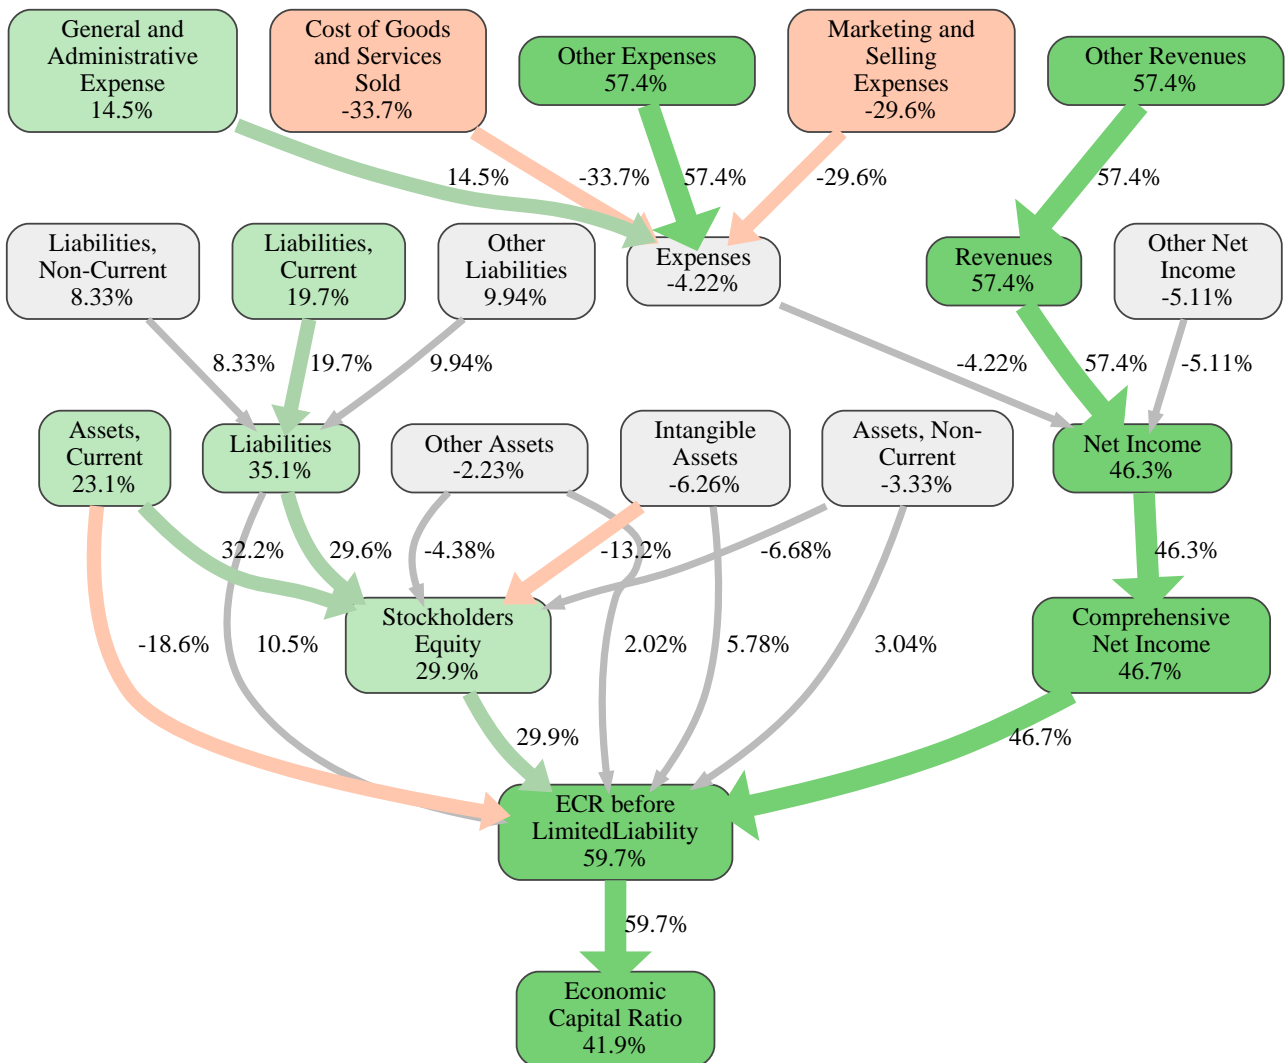 General and
Administrative
Expense
14.5%
Cost of Goods
and Services
Sold
-33.7%
Other Expenses
57.4%
Marketing and
Selling
Expenses
-29.6%
Other Revenues
57.4%
14.5%
-33.7%
57.4%
-29.6%
57.4%
Liabilities,
Non-Current
8.33%
Liabilities,
Current
19.7%
Other
Liabilities
9.94%
Expenses
-4.22%
Revenues
57.4%
Other Net
Income
-5.11%
8.33%
19.7%
9.94%
-4.22%
57.4%
-5.11%
Assets,
Current
23.1%
Liabilities
35.1%
Other Assets
-2.23%
Intangible
Assets
-6.26%
Assets, Non-
Current
-3.33%
Net Income
46.3%
32.2%
29.6%
-4.38%
-13.2%
-6.68%
46.3%
Stockholders
Equity
29.9%
Comprehensive
Net Income
46.7%
-18.6%
10.5%
2.02%
5.78%
3.04%
29.9%
46.7%
ECR before
LimitedLiability
59.7%
59.7%
Economic
Capital Ratio
41.9%